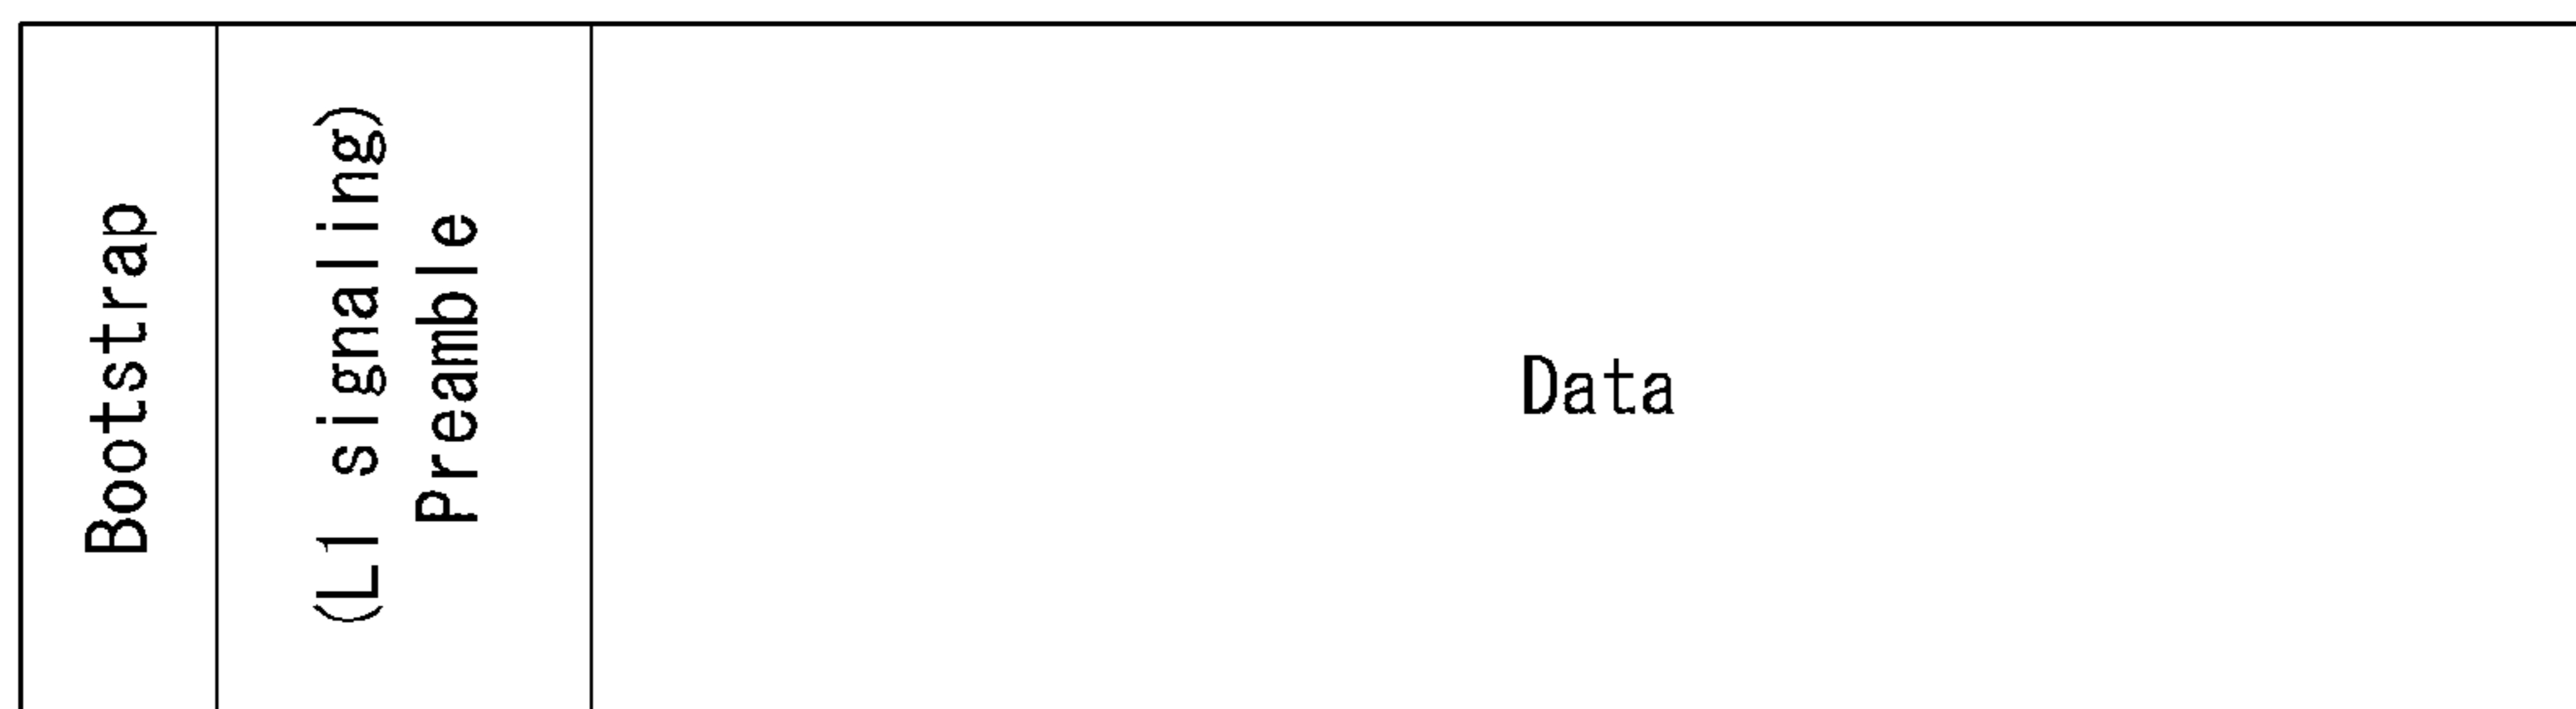 Bootstrap
(L1 signaling)
Preamble
Data